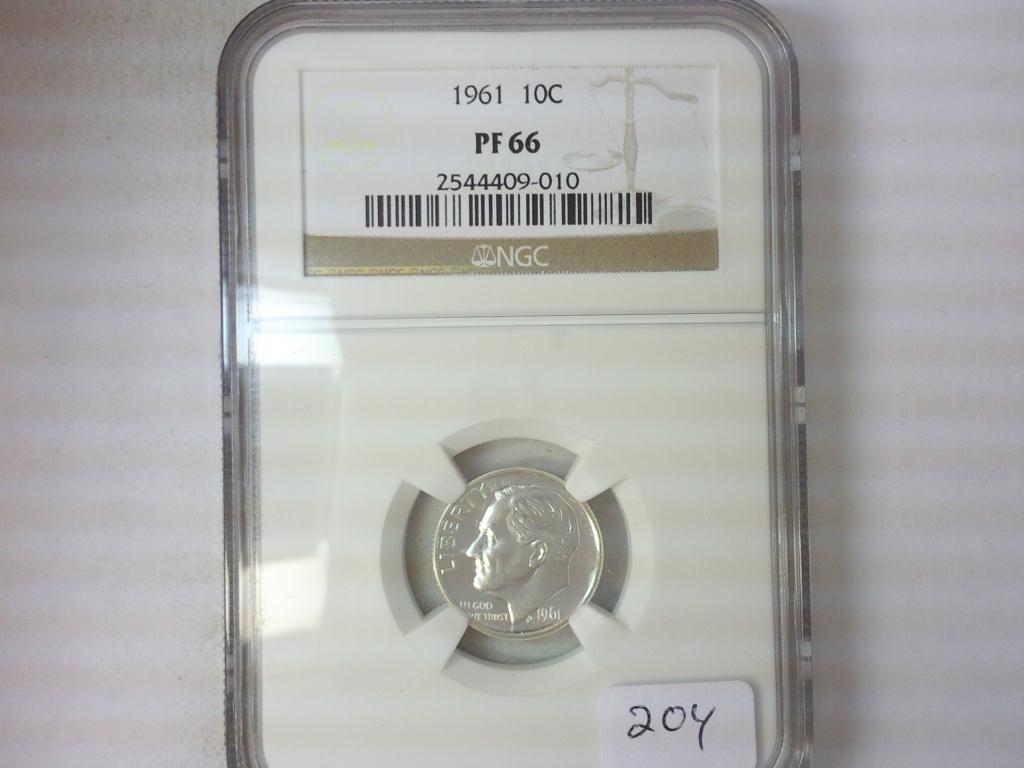 1961 10C
PF 66
2544409-010
NGC
LIBERTY
IN GOD
WE TRUST
1961
204